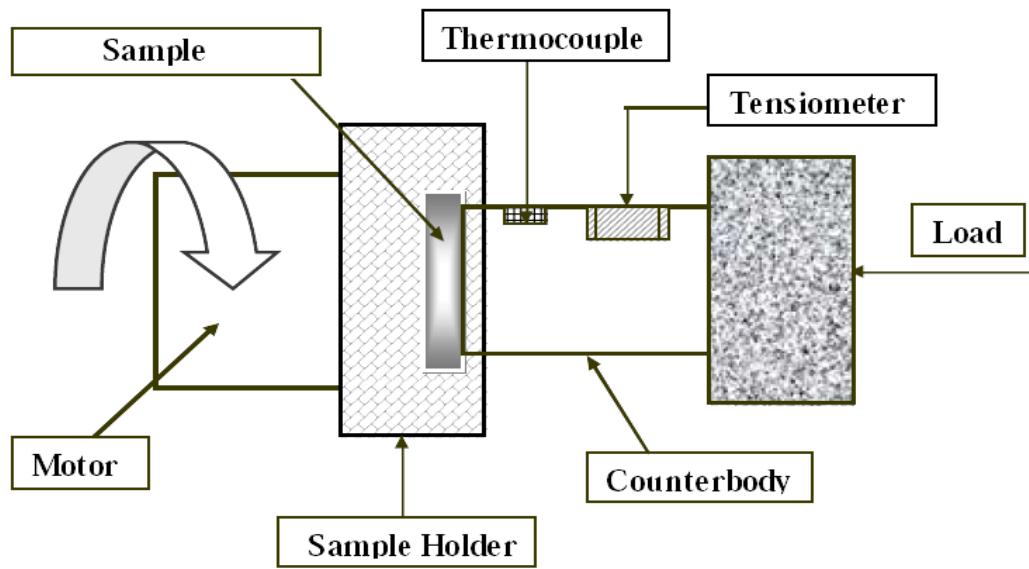 Sample
Thermocouple
Tensiometer
Load
Motor
Counterbody
Sample Holder